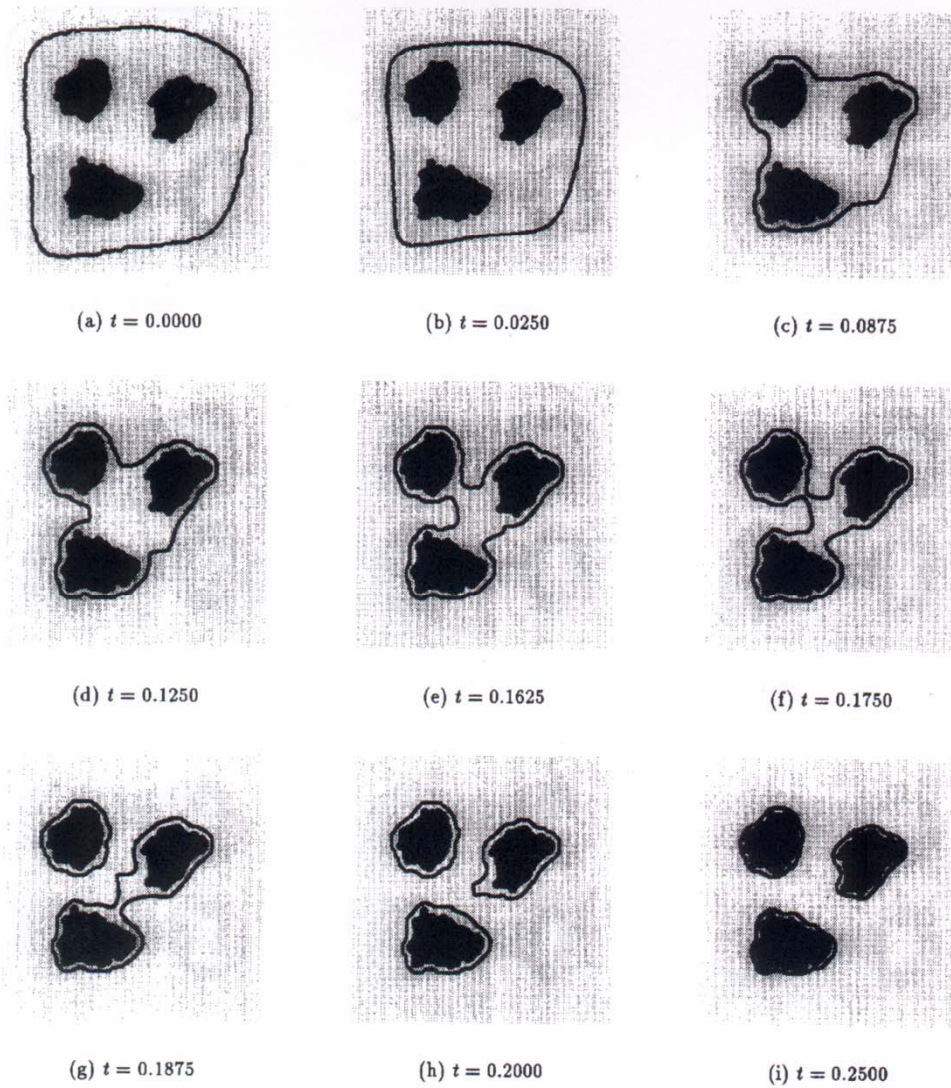 (a) t = 0.0000
(b) t = 0.0250
(c) t = 0.0875
(d) t = 0.1250
(e) t = 0.1625
(f) t = 0.1750
(g) t = 0.1875
(h) t = 0.2000
(i) t = 0.2500